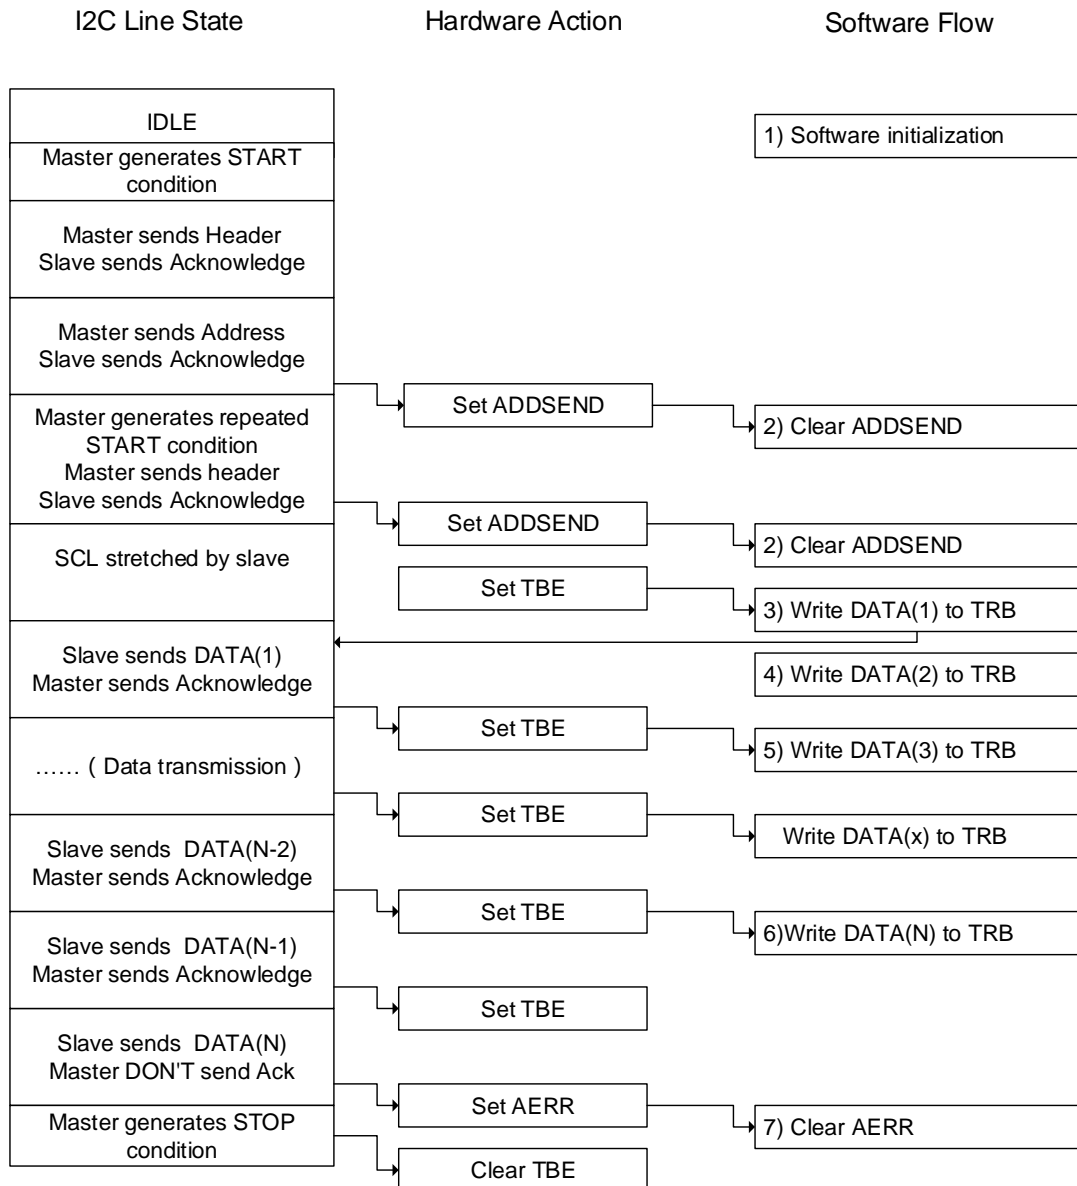 I2C Line State
Hardware Action
Software Flow
IDLE
1) Software initialization
Master generates START
condition
Master sends Header
Slave sends Acknowledge
Master sends Address
Slave sends Acknowledge
Set ADDSEND
2) Clear ADDSEND
Master generates repeated
START condition
Master sends header
Slave sends Acknowledge
Set ADDSEND
2) Clear ADDSEND
SCL stretched by slave
Set TBE
3) Write DATA(1) to TRB
Slave sends DATA(1)
Master sends Acknowledge
4) Write DATA(2) to TRB
Set TBE
5) Write DATA(3) to TRB
…… ( Data transmission )
Set TBE
Write DATA(x) to TRB
Slave sends DATA(N-2)
Master sends Acknowledge
Set TBE
6)Write DATA(N) to TRB
Slave sends DATA(N-1)
Master sends Acknowledge
Set TBE
Slave sends DATA(N)
Master DON'T send Ack
Set AERR
7) Clear AERR
Master generates STOP
condition
Clear TBE